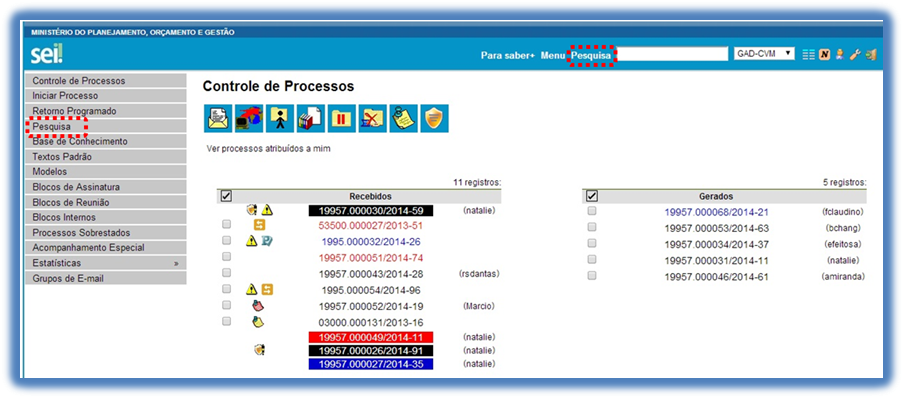 MINISTÉRIO DO PLANEJAMENTO, ORÇAMENTO E GESTÃO
sei!
Para saber+ Menu Pesquisa GAD-CVM
Controle de Processos
Iniciar Processo
Retorno Programado
Pesquisa
Base de Conhecimento
Textos Padrão
Modelos
Blocos de Assinatura
Blocos de Reunião
Blocos Internos
Processos Sobrestados
Acompanhamento Especial
Estatísticas »
Grupos de E-mail
Controle de Processos
Ver processos atribuídos a mim
11 registros:
Recebidos
19957.000030/2014-59 (natalie)
53500.000027/2013-51
1995.000032/2014-26
19957.000051/2014-74
19957.000043/2014-28 (rsdantas)
1995.000054/2014-96
19957.000052/2014-19 (Marcio)
03000.000131/2013-16
19957.000049/2014-11 (natalie)
19957.000026/2014-91 (natalie)
19957.000027/2014-35 (natalie)
5 registros:
Gerados
19957.000068/2014-21 (fclaudino)
19957.000053/2014-63 (bchang)
19957.000034/2014-37 (efeitosa)
19957.000031/2014-11 (natalie)
19957.000046/2014-61 (amiranda)